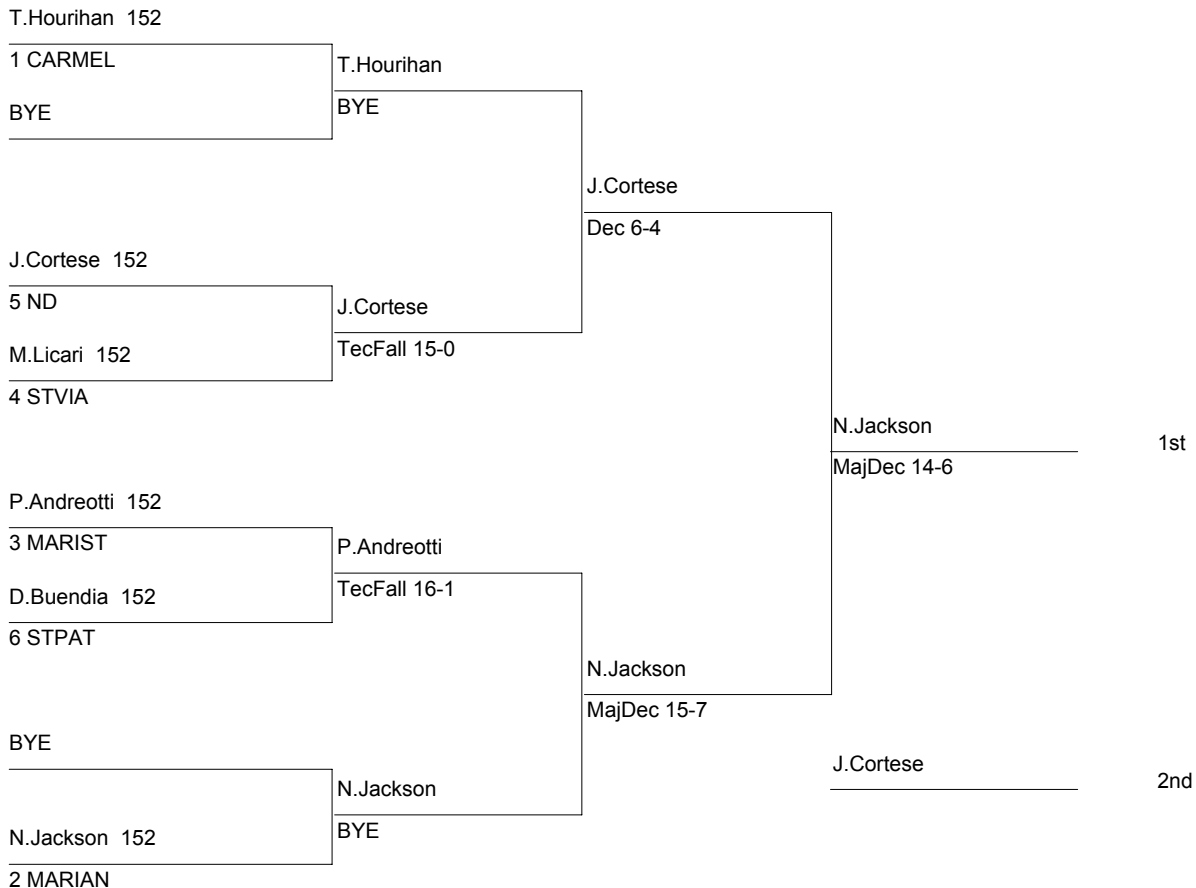 T.Hourihan 152
1 CARMEL
T.Hourihan
BYE
BYE
J.Cortese
Dec 6-4
J.Cortese 152
5 ND
J.Cortese
M.Licari 152
TecFall 15-0
4 STVIA
N.Jackson
1st
MajDec 14-6
P.Andreotti 152
3 MARIST
P.Andreotti
D.Buendia 152
TecFall 16-1
6 STPAT
N.Jackson
MajDec 15-7
BYE
J.Cortese
2nd
N.Jackson
N.Jackson 152
BYE
2 MARIAN